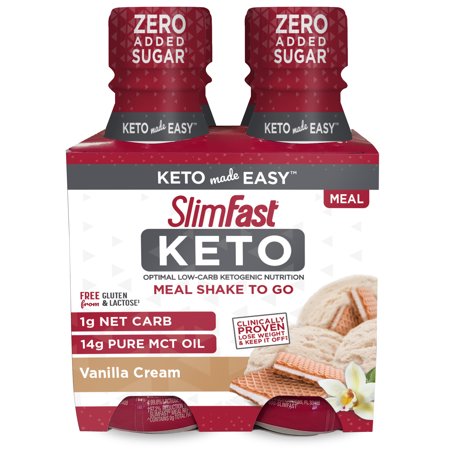 ZERO
ADDED
SUGAR
KETO made EASY™
ZERO
ADDED
SUGAR
KETO made EASY™
KETO made EASY™
MEAL
SlimFast®
KETO
OPTIMAL LOW-CARB KETOGENIC NUTRITION
MEAL SHAKE TO GO
FREE GLUTEN
from & LACTOSE‡
1g NET CARB
14g PURE MCT OIL
CLINICALLY
PROVEN
LOSE WEIGHT
& KEEP IT OFF‡
Vanilla Cream